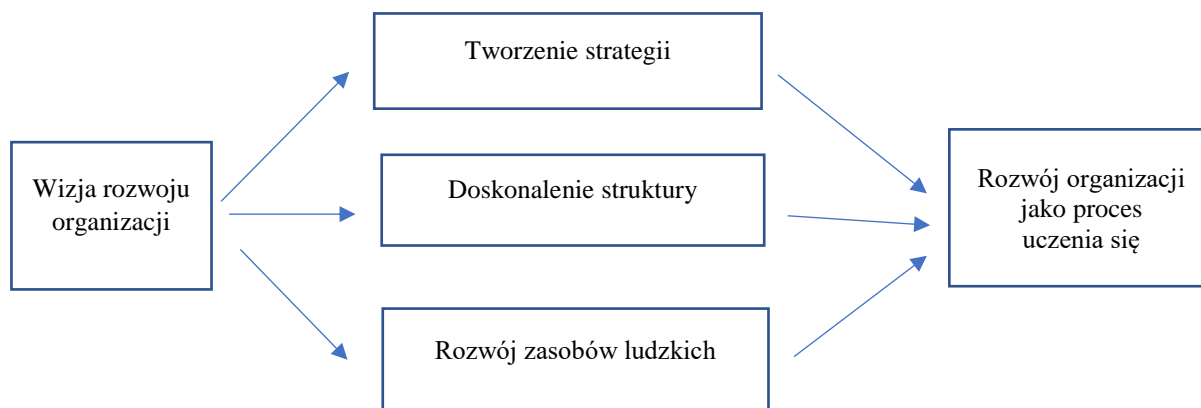 Tworzenie strategii
Wizja rozwoju
organizacji
Doskonalenie struktury
Rozwój organizacji
jako proces
uczenia się
Rozwój zasobów ludzkich